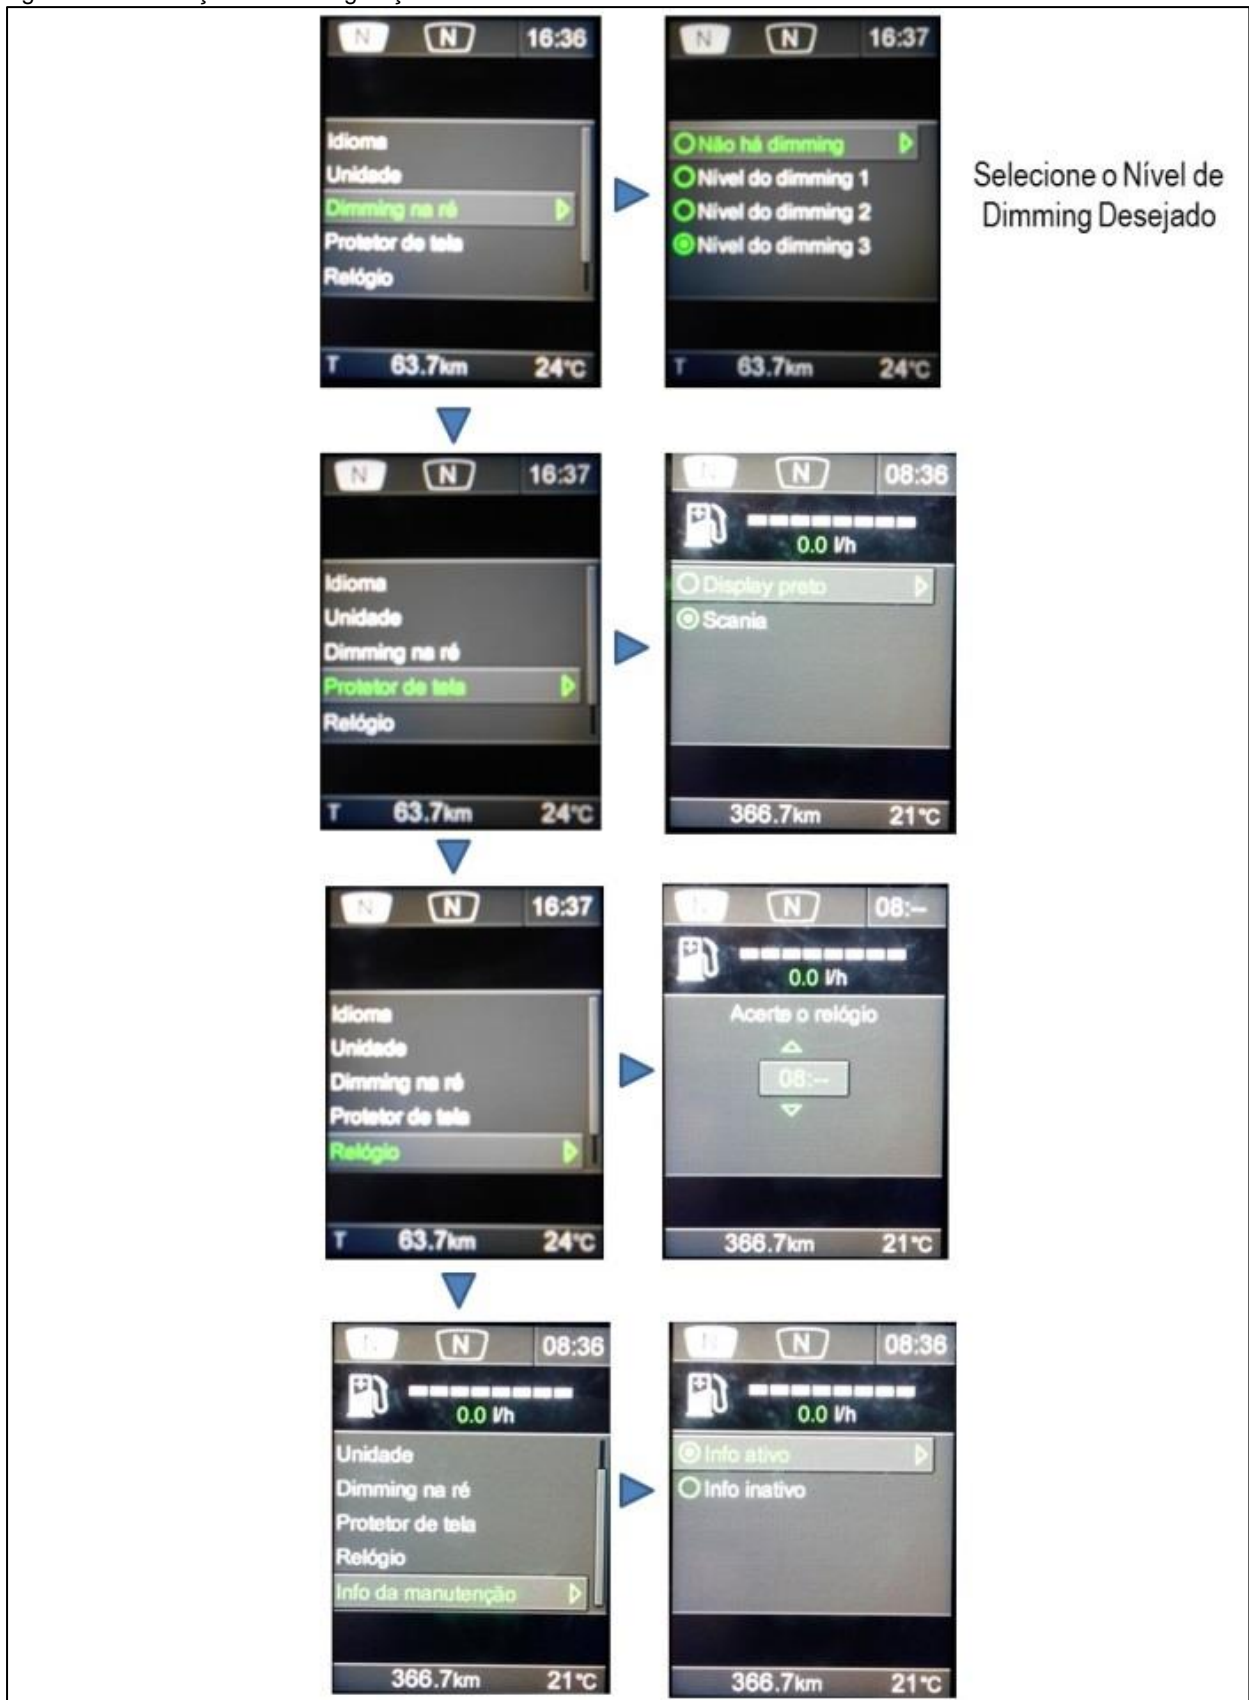 N N 16:36
Idioma
Unidade
Dimming na ré
Protetor de tela
Relógio
T 63.7km 24°C
N N 16:37
Não há dimming
Nível do dimming 1
Nível do dimming 2
Nível do dimming 3
T 63.7km 24°C
Selecione o Nível de
Dimming Desejado
N N 16:37
Idioma
Unidade
Dimming na ré
Protetor de tela
Relógio
T 63.7km 24°C
N N 08:36
0.0 l/h
Display preto
Scania
366.7km 21°C
N N 16:37
Idioma
Unidade
Dimming na ré
Protetor de tela
Relógio
T 63.7km 24°C
N N 08:--
0.0 l/h
Acerte o relógio
08:--
366.7km 21°C
N N 08:36
0.0 l/h
Unidade
Dimming na ré
Protetor de tela
Relógio
Info da manutenção
366.7km 21°C
N N 08:36
0.0 l/h
Info ativo
Info inativo
366.7km 21°C